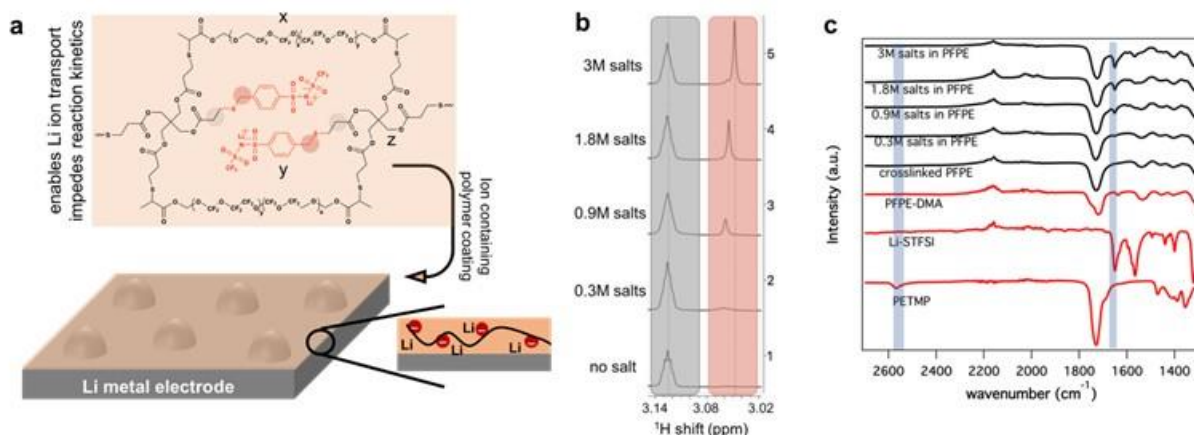 a
enables Li ion transport
impedes reaction kinetics
x
y
z
Ion containing
polymer coating
Li metal electrode
Li
Li
Li
Li
b
3M salts
1.8M salts
0.9M salts
0.3M salts
no salt
5
4
3
2
1
3.14
3.08
3.02
¹H shift (ppm)
c
Intensity (a.u.)
3M salts in PFPE
1.8M salts in PFPE
0.9M salts in PFPE
0.3M salts in PFPE
crosslinked PFPE
PFPE-DMA
Li-STFSI
PETMP
2600
2200
1800
1400
wavenumber (cm⁻¹)